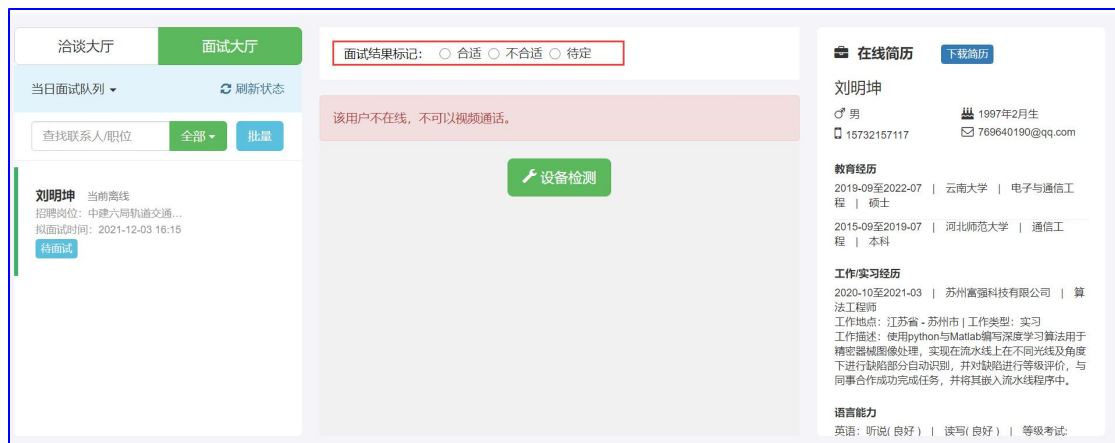 洽谈大厅
面试大厅
当日面试队列
刷新状态
查找联系人/职位
全部
批量
刘明坤 当前离线
招聘岗位：中建六局轨道交通...
拟面试时间：2021-12-03 16:15
待面试
面试结果标记： 合适 不合适 待定
该用户不在线，不可以视频通话。
设备检测
在线简历
下载简历
刘明坤
男
1997年2月生
15732157117
769640190@qq.com
教育经历
2019-09至2022-07 | 云南大学 | 电子与通信工
程 | 硕士
2015-09至2019-07 | 河北师范大学 | 通信工
程 | 本科
工作/实习经历
2020-10至2021-03 | 苏州富强科技有限公司 | 算
法工程师
工作地点：江苏省 - 苏州市 | 工作类型：实习
工作描述：使用python与Matlab编写深度学习算法用于
精密器械图像处理，实现在流水线上在不同光线及角度
下进行缺陷部分自动识别，并对缺陷进行等级评价，与
同事合作成功完成任务，并将其嵌入流水线程序中。
语言能力
英语：听说( 良好 ) | 读写( 良好 ) | 等级考试: